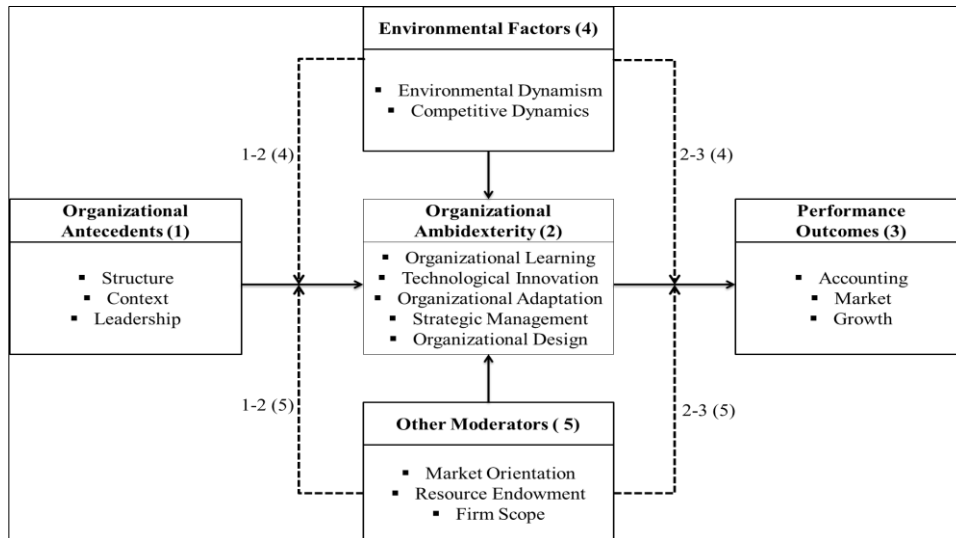 Environmental Factors (4)
▪ Environmental Dynamism
▪ Competitive Dynamics
1-2 (4)
2-3 (4)
Organizational
Antecedents (1)
▪ Structure
▪ Context
▪ Leadership
Organizational
Ambidexterity (2)
▪ Organizational Learning
▪ Technological Innovation
▪ Organizational Adaptation
▪ Strategic Management
▪ Organizational Design
Performance
Outcomes (3)
▪ Accounting
▪ Market
▪ Growth
1-2 (5)
2-3 (5)
Other Moderators ( 5)
▪ Market Orientation
▪ Resource Endowment
▪ Firm Scope